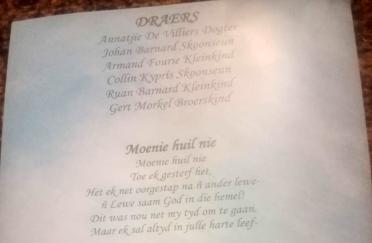 DRAERS
Annatjie De Villiers Dogter
Johan Barnard Skoonseun
Armand Fourie Kleinkind
Collin Kypris Skoonseun
Ruan Barnard Kleinkind
Gert Morkel Broerskind
Moenie huil nie
Moenie huil nie
Toe ek gesterf het,
Het ek net oorgestap na ñ ander lewe-
ñ Lewe saam God in die hemel!
Dit was nou net my tyd om te gaan,
Maar ek sal altyd in julle harte leef-